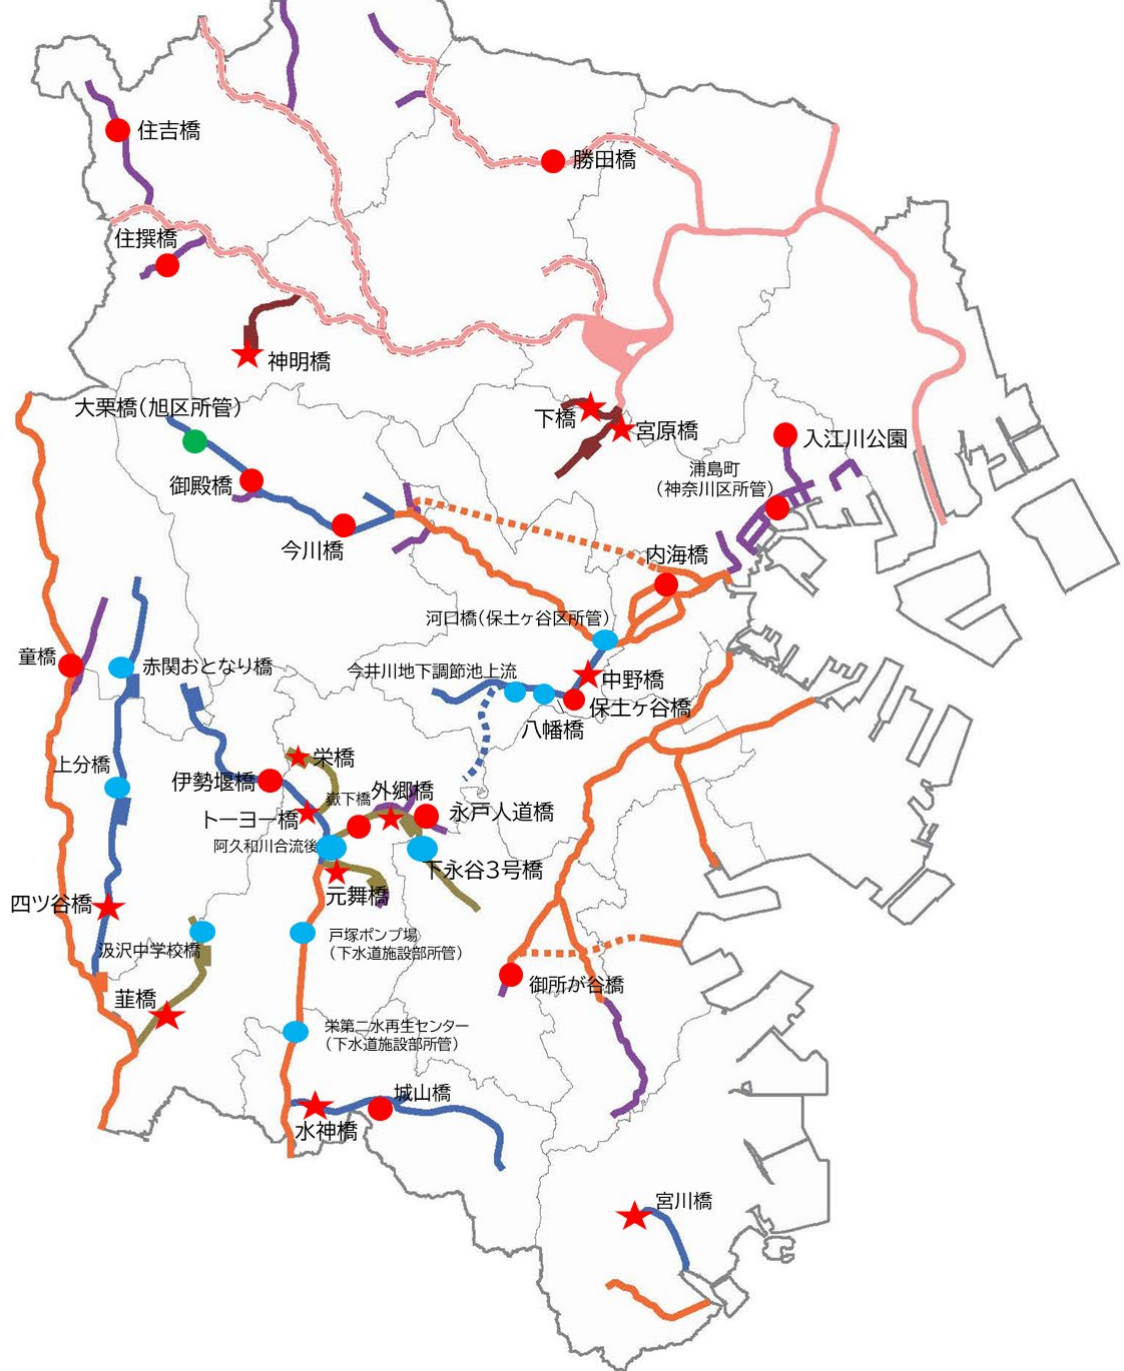 住吉橋
勝田橋
住撰橋
神明橋
大栗橋(旭区所管)
下橋
宮原橋
入江川公園
浦島町
(神奈川区所管)
御殿橋
今川橋
内海橋
河口橋(保土ヶ谷区所管)
童橋
赤関おとなり橋
今井川地下調節池上流
中野橋
保土ヶ谷橋
八幡橋
上分橋
栄橋
伊勢堰橋
嶽下橋
外郷橋
永戸人道橋
トーヨー橋
阿久和川合流後
下永谷3号橋
元舞橋
四ツ谷橋
戸塚ポンプ場
(下水道施設部所管)
汲沢中学校橋
御所が谷橋
韮橋
栄第二水再生センター
(下水道施設部所管)
城山橋
水神橋
宮川橋